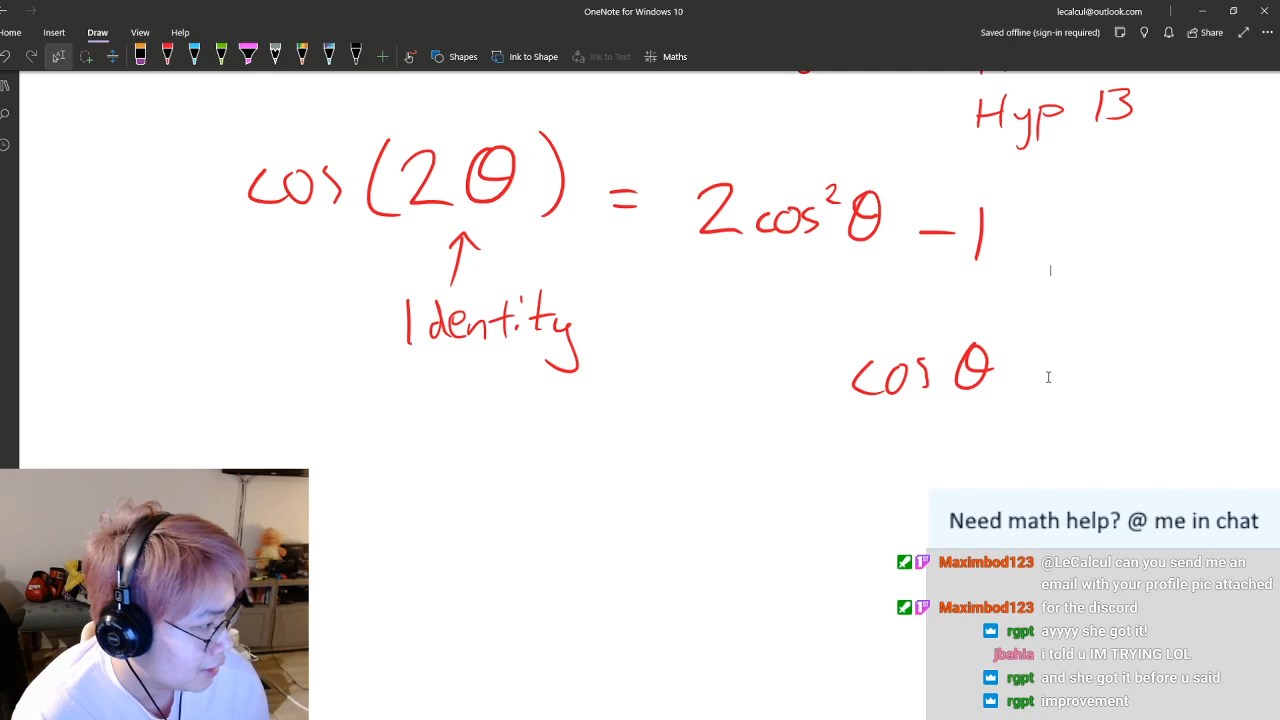 OneNote for Windows 10
lecalcul@outlook.com
Home Insert Draw View Help
Saved offline (sign-in required) Share
Shapes Ink to Shape Ink to Text Maths
Hyp 13
cos(2θ) = 2cos²θ - 1
Identity
cos θ
Need math help? @ me in chat
Maximbod123 @LeCalcul can you send me an
email with your profile pic attached
Maximbod123 for the discord
rgpt ayyyy she got it!
jbahia i told u IM TRYING LOL
rgpt and she got it before u said
rgpt improvement